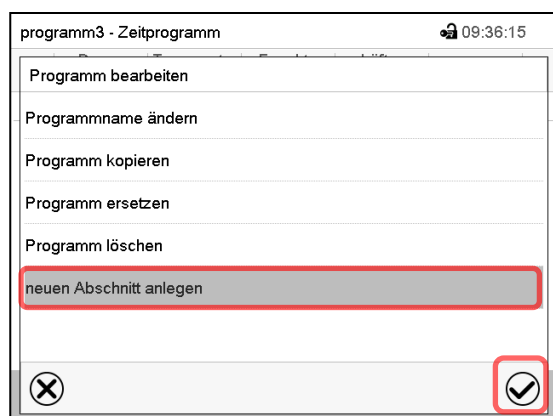 programm3 - Zeitprogramm 09:36:15
Programm bearbeiten
Programmname ändern
Programm kopieren
Programm ersetzen
Programm löschen
neuen Abschnitt anlegen